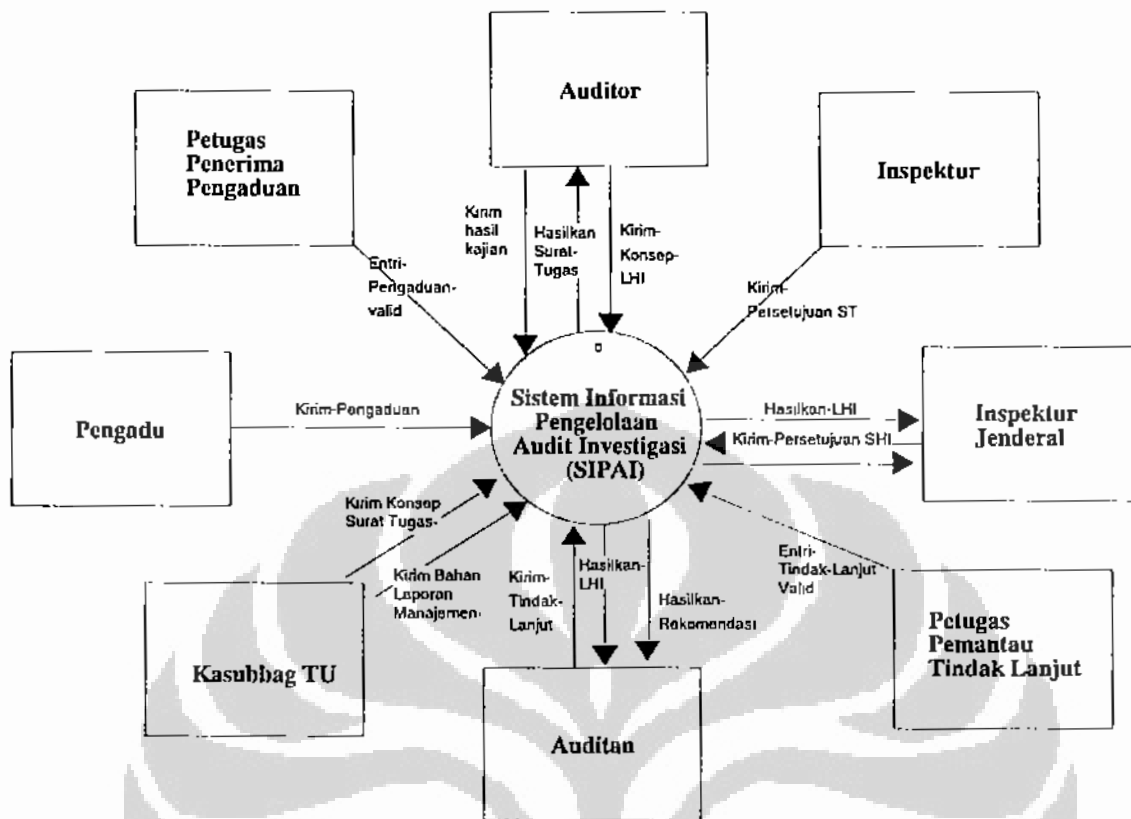 Auditor
Petugas
Penerima
Pengaduan
Inspektur
Kirim
hasil
kajian
Hasilkan
Surat-
Tugas
Kirim-
Konsep-
LHI
Entri-
Pengaduan-
valid
Kirim-
Persetujuan ST
0
Pengadu
Kirim-Pengaduan
Sistem Informasi
Pengelolaan
Audit Investigasi
(SIPAI)
Hasilkan-LHI
Kirim-Persetujuan SHI
Inspektur
Jenderal
Kirim Konsep
Surat Tugas-
Kirim Bahan
Laporan
Manajemen-
Kirim-
Tindak-
Lanjut
Hasilkan-
LHI
Hasilkan-
Rekomendasi
Entri-
Tindak-Lanjut
Valid
Kasubbag TU
Auditan
Petugas
Pemantau
Tindak Lanjut